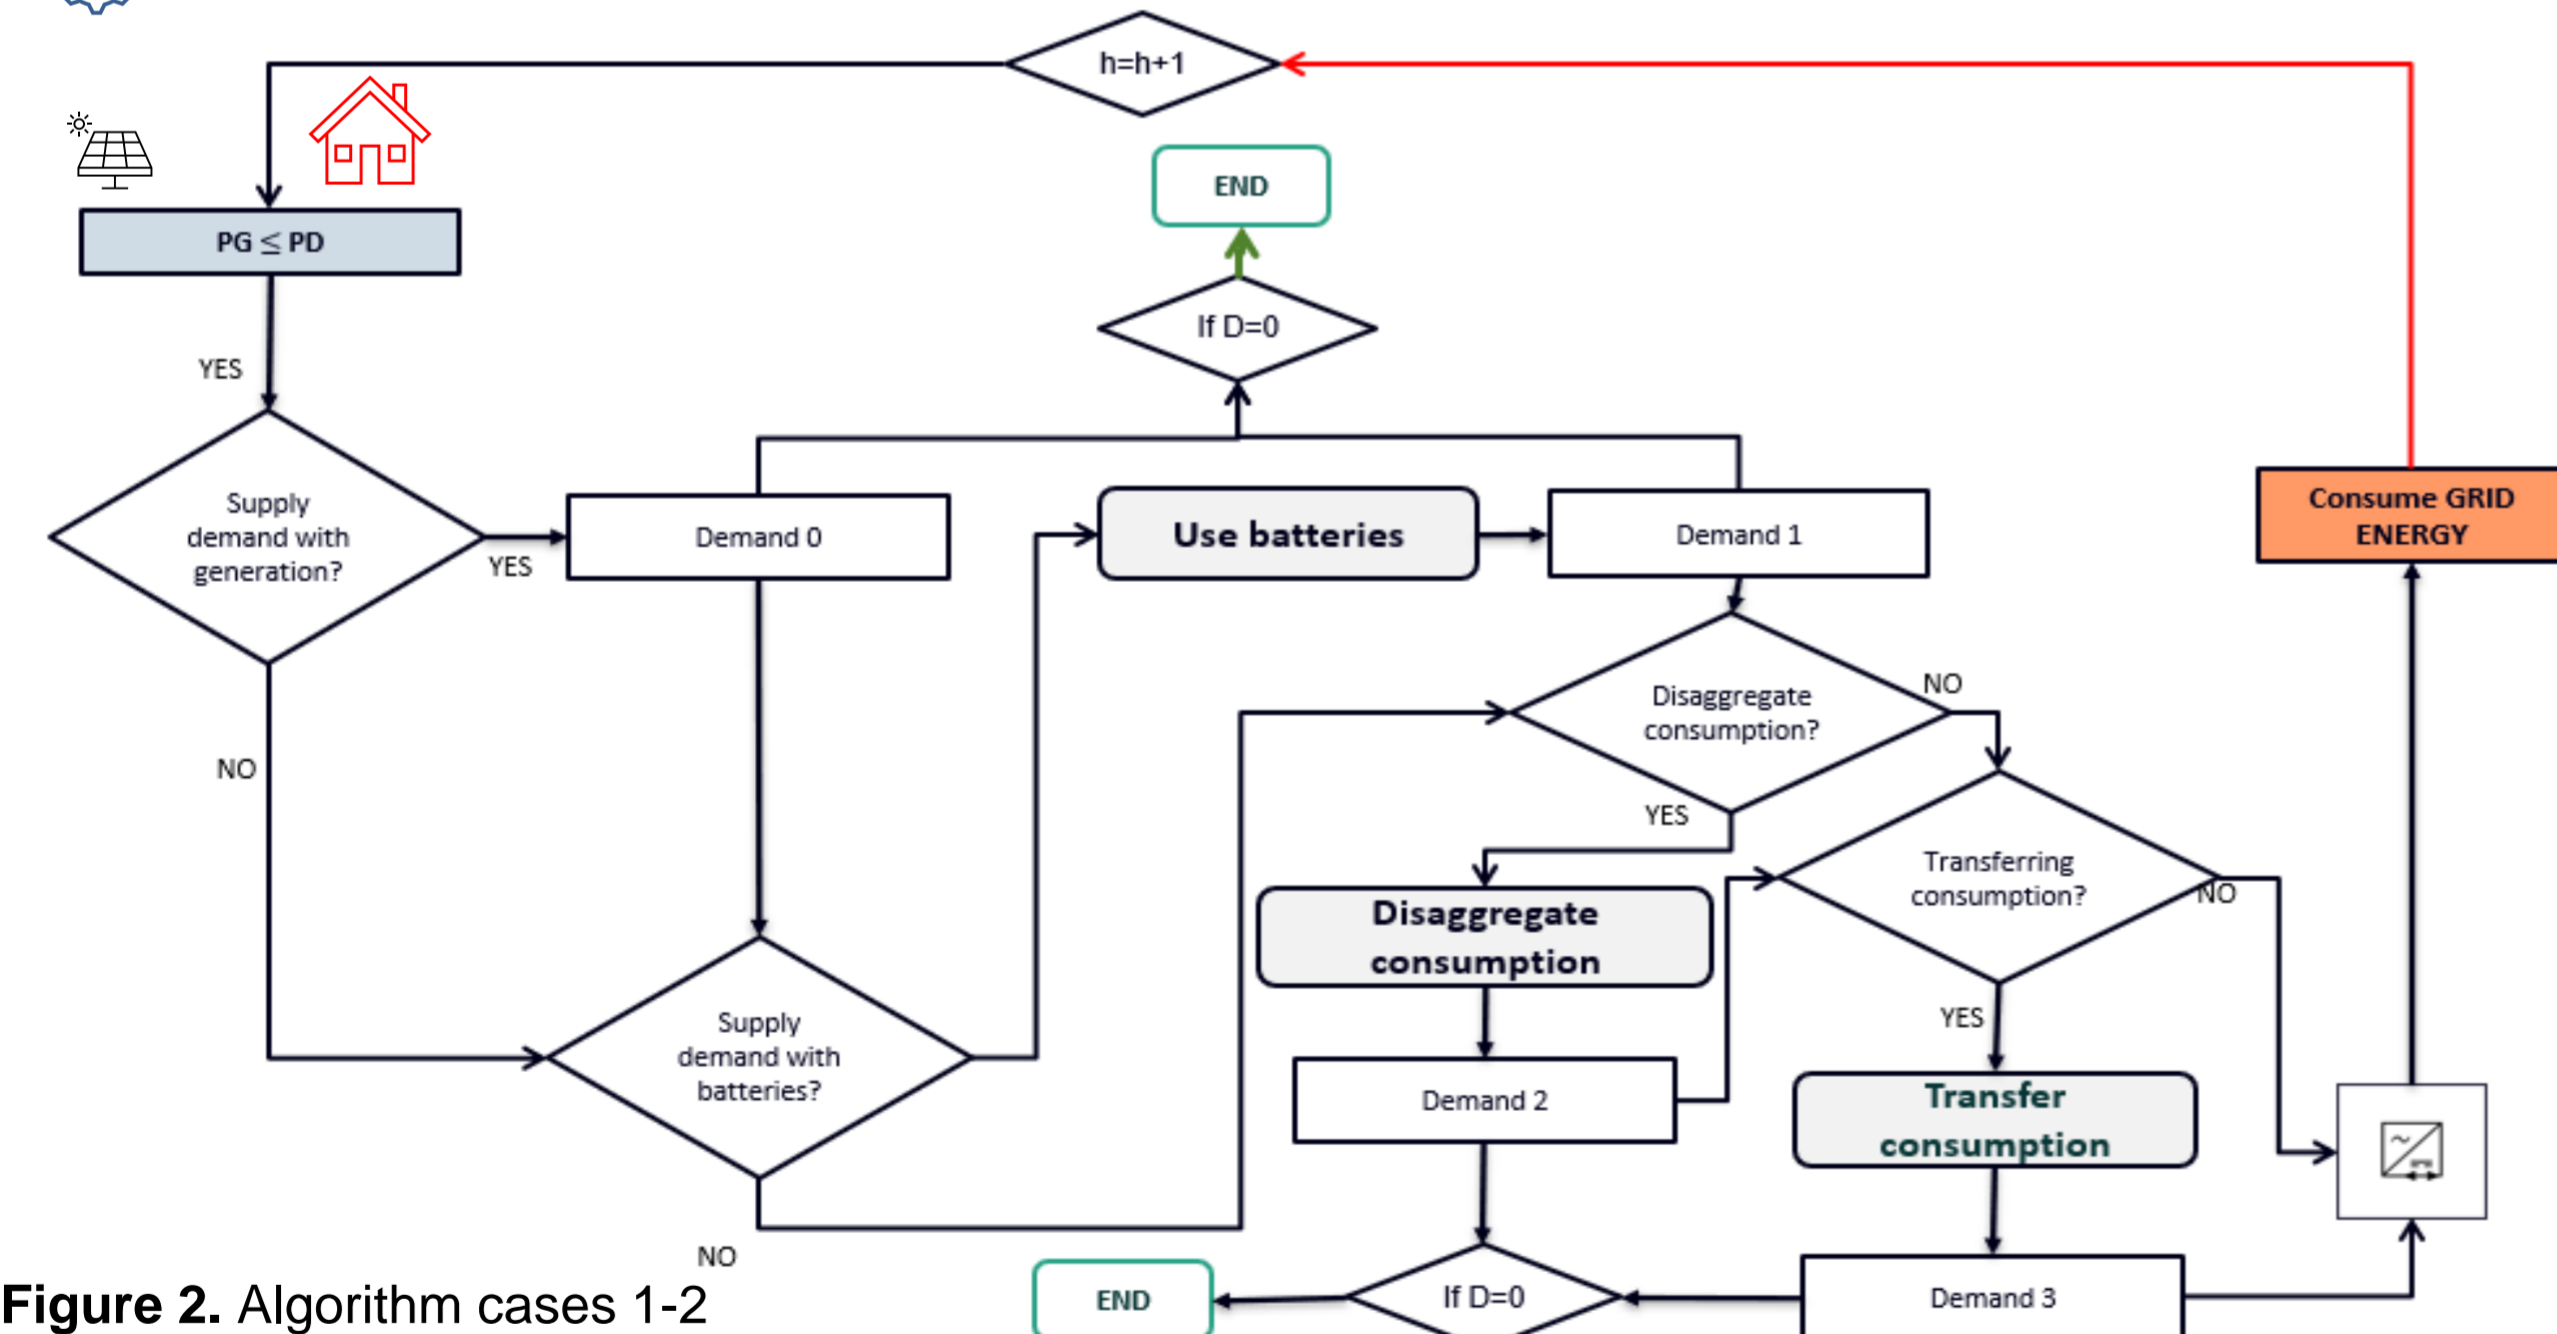 h=h+1
END
PG ≤ PD
If D=0
YES
Supply
demand with
generation?
YES
Demand 0
Use batteries
Demand 1
Consume GRID
ENERGY
NO
Disaggregate
consumption?
NO
YES
Transferring
consumption?
NO
Disaggregate
consumption
YES
Supply
demand with
batteries?
Demand 2
Transfer
consumption
NO
END
If D=0
Demand 3
Figure 2. Algorithm cases 1-2